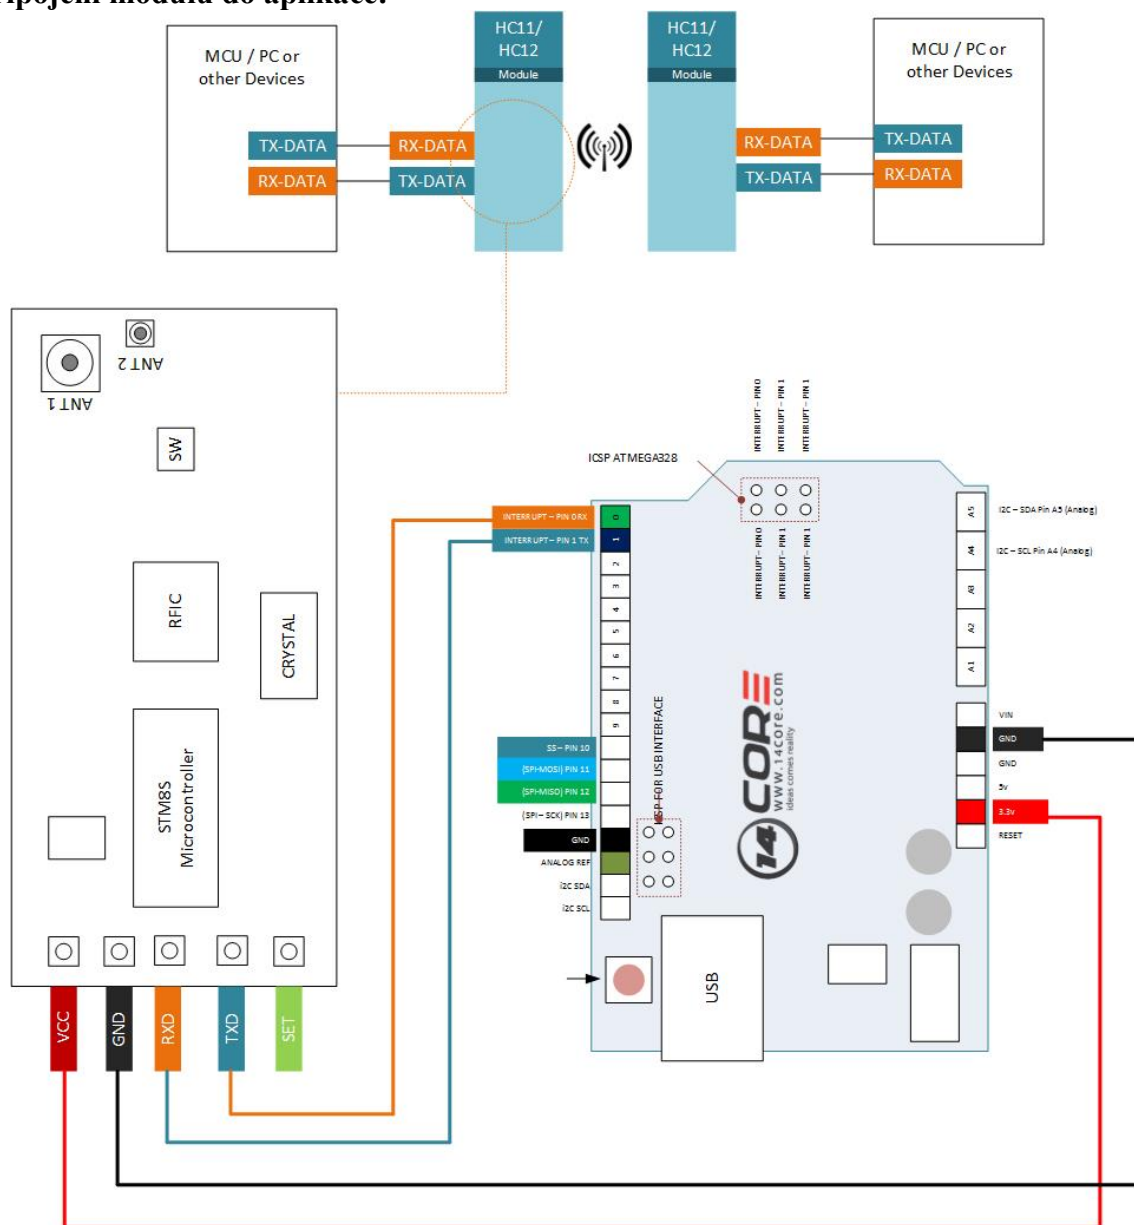 připojení modulu do aplikace:
MCU / PC or
other Devices
TX-DATA
RX-DATA
RX-DATA
TX-DATA
HC11/
HC12
Module
HC11/
HC12
Module
RX-DATA
TX-DATA
MCU / PC or
other Devices
TX-DATA
RX-DATA
ANT 1
ANT 2
SW
RFIC
CRYSTAL
STM8S
Microcontroller
VCC
GND
RXD
TXD
SET
ICSP ATMEGA328
INTERRUPT – PIN 0
INTERRUPT – PIN 1
INTERRUPT – PIN 1
INTERRUPT – PIN 0
INTERRUPT – PIN 1
INTERRUPT – PIN 1
INTERRUPT – PIN 0RX
INTERRUPT – PIN 1 TX
0
1
2
3
4
5
6
7
8
9
SS – PIN 10
(SPI-MOSI) PIN 11
(SPI-MISO) PIN 12
(SPI – SCK) PIN 13
GND
ANALOG REF
i2C SDA
i2C SCL
FOR USB INTERFACE
USB
14CORE
www.14core.com
ideas comes reality
A5
A4
A3
A2
A1
I2C – SDA Pin A5 (Analog)
I2C – SCL Pin A4 (Analog)
VIN
GND
GND
5v
3.3v
RESET